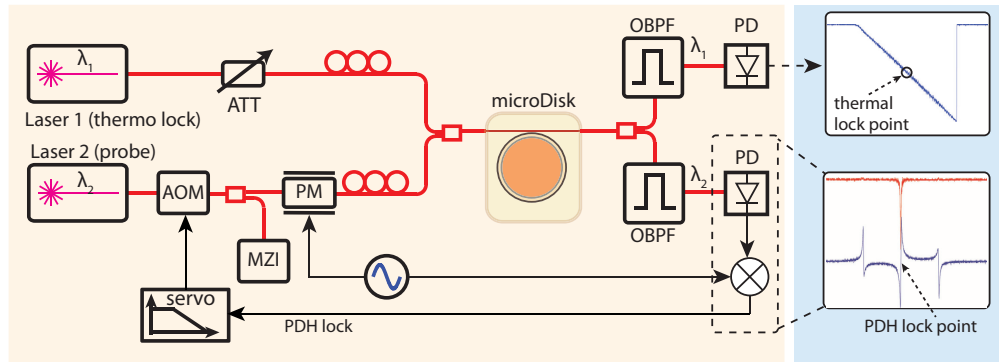 OBPF
PD
λ1
λ1
ATT
microDisk
Laser 1 (thermo lock)
thermal
lock point
Laser 2 (probe)
λ2
AOM
PM
λ2
PD
OBPF
MZI
servo
PDH lock
PDH lock point